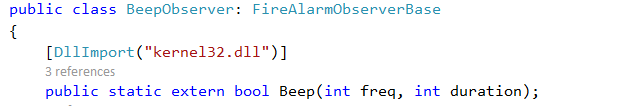 public class BeepObserver: FireAlarmObserverBase
{
[DllImport("kernel32.dll")]
3 references
public static extern bool Beep(int freq, int duration);